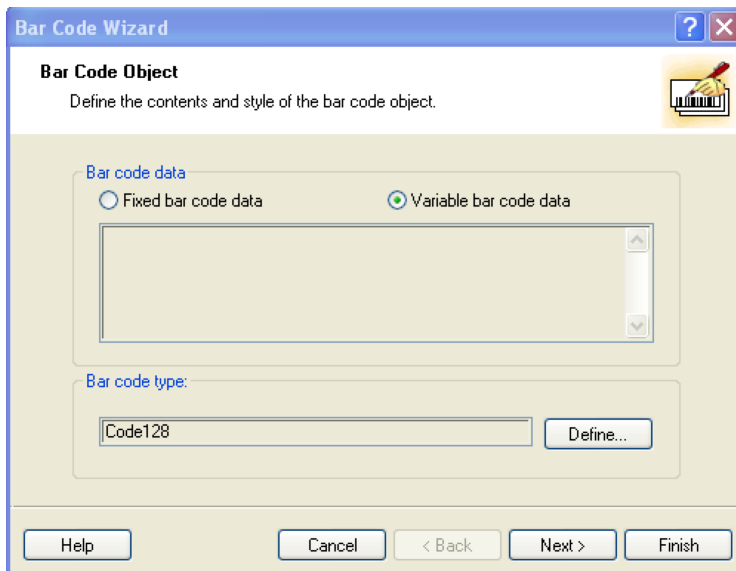 Bar Code Wizard
Bar Code Object
Define the contents and style of the bar code object.
Bar code data
Fixed bar code data Variable bar code data
Bar code type:
Code128 Define...
Help Cancel < Back Next > Finish